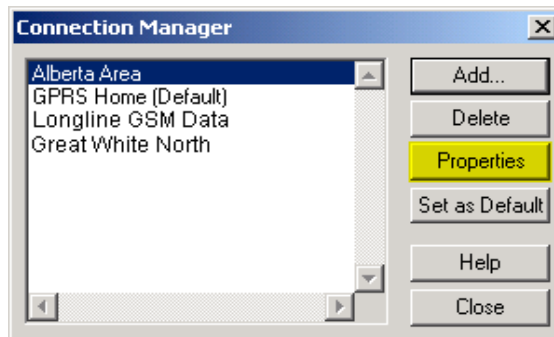 Connection Manager
Alberta Area
GPRS Home (Default)
Longline GSM Data
Great White North
Add...
Delete
Properties
Set as Default
Help
Close